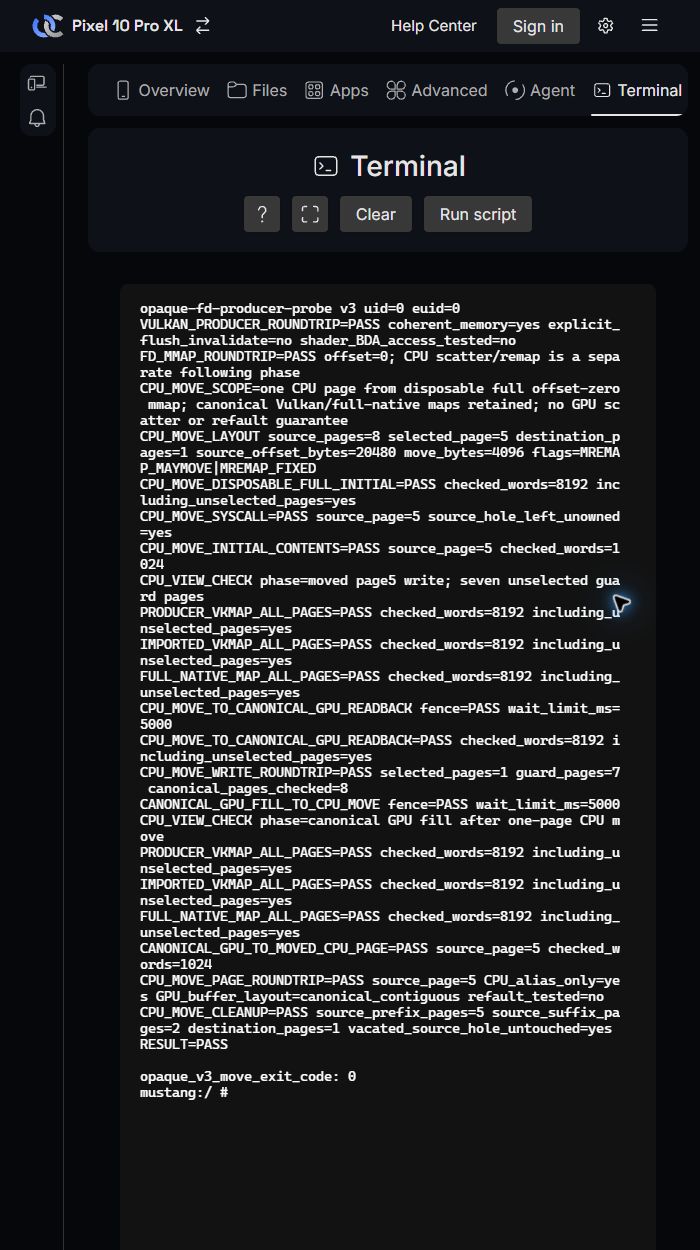 Pixel 10 Pro XL
Help Center
Sign in
Overview
Files
Apps
Advanced
Agent
Terminal
Terminal
?
Clear
Run script
opaque-fd-producer-probe v3 uid=0 euid=0
VULKAN_PRODUCER_ROUNDTRIP=PASS coherent_memory=yes explicit_
flush_invalidate=no shader_BDA_access_tested=no
FD_MMAP_ROUNDTRIP=PASS offset=0; CPU scatter/remap is a sepa
rate following phase
CPU_MOVE_SCOPE=one CPU page from disposable full offset-zero
 mmap; canonical Vulkan/full-native maps retained; no GPU sc
atter or refault guarantee
CPU_MOVE_LAYOUT source_pages=8 selected_page=5 destination_p
ages=1 source_offset_bytes=20480 move_bytes=4096 flags=MREMA
P_MAYMOVE|MREMAP_FIXED
CPU_MOVE_DISPOSABLE_FULL_INITIAL=PASS checked_words=8192 inc
luding_unselected_pages=yes
CPU_MOVE_SYSCALL=PASS source_page=5 source_hole_left_unowned
=yes
CPU_MOVE_INITIAL_CONTENTS=PASS source_page=5 checked_words=1
024
CPU_VIEW_CHECK phase=moved page5 write; seven unselected gua
rd pages
PRODUCER_VKMAP_ALL_PAGES=PASS checked_words=8192 including_u
nselected_pages=yes
IMPORTED_VKMAP_ALL_PAGES=PASS checked_words=8192 including_u
nselected_pages=yes
FULL_NATIVE_MAP_ALL_PAGES=PASS checked_words=8192 including_
unselected_pages=yes
CPU_MOVE_TO_CANONICAL_GPU_READBACK fence=PASS wait_limit_ms=
5000
CPU_MOVE_TO_CANONICAL_GPU_READBACK=PASS checked_words=8192 i
ncluding_unselected_pages=yes
CPU_MOVE_WRITE_ROUNDTRIP=PASS selected_pages=1 guard_pages=7
 canonical_pages_checked=8
CANONICAL_GPU_FILL_TO_CPU_MOVE fence=PASS wait_limit_ms=5000
CPU_VIEW_CHECK phase=canonical GPU fill after one-page CPU m
ove
PRODUCER_VKMAP_ALL_PAGES=PASS checked_words=8192 including_u
nselected_pages=yes
IMPORTED_VKMAP_ALL_PAGES=PASS checked_words=8192 including_u
nselected_pages=yes
FULL_NATIVE_MAP_ALL_PAGES=PASS checked_words=8192 including_
unselected_pages=yes
CANONICAL_GPU_TO_MOVED_CPU_PAGE=PASS source_page=5 checked_w
ords=1024
CPU_MOVE_PAGE_ROUNDTRIP=PASS source_page=5 CPU_alias_only=ye
s GPU_buffer_layout=canonical_contiguous refault_tested=no
CPU_MOVE_CLEANUP=PASS source_prefix_pages=5 source_suffix_pa
ges=2 destination_pages=1 vacated_source_hole_untouched=yes
RESULT=PASS
opaque_v3_move_exit_code: 0
mustang:/ #